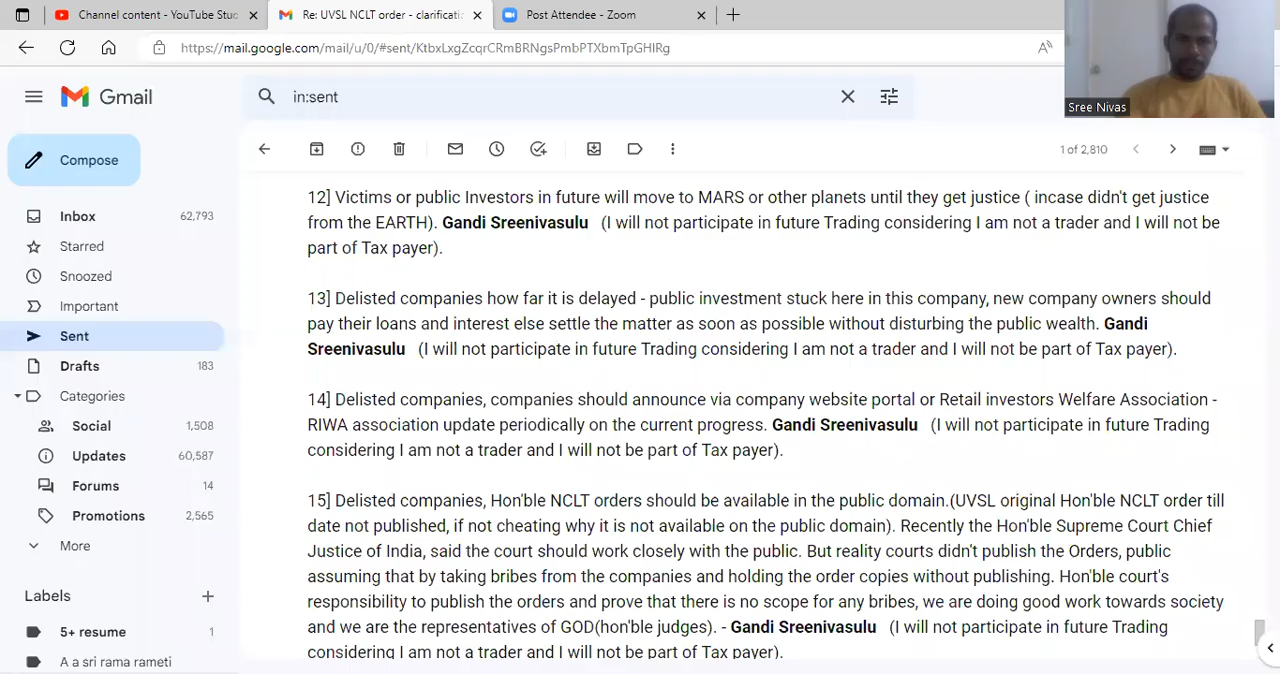 Channel content - YouTube Stuc
Re: UVSL NCLT order - clarificati
Post Attendee - Zoom
https://mail.google.com/mail/u/0/#sent/KtbxLxgZcqrCRmBRNgsPmbPTXbmTpGHlRg
Sree Nivas
Gmail
in:sent
Compose
1 of 2,810
Inbox 62,793
Starred
Snoozed
Important
Sent
Drafts 183
Categories
Social 1,508
Updates 60,587
Forums 14
Promotions 2,565
More
Labels
5+ resume 1
A a sri rama rameti
12] Victims or public Investors in future will move to MARS or other planets until they get justice ( incase didn't get justice
from the EARTH). Gandi Sreenivasulu (I will not participate in future Trading considering I am not a trader and I will not be
part of Tax payer).
13] Delisted companies how far it is delayed - public investment stuck here in this company, new company owners should
pay their loans and interest else settle the matter as soon as possible without disturbing the public wealth. Gandi
Sreenivasulu (I will not participate in future Trading considering I am not a trader and I will not be part of Tax payer).
14] Delisted companies, companies should announce via company website portal or Retail investors Welfare Association -
RIWA association update periodically on the current progress. Gandi Sreenivasulu (I will not participate in future Trading
considering I am not a trader and I will not be part of Tax payer).
15] Delisted companies, Hon'ble NCLT orders should be available in the public domain.(UVSL original Hon'ble NCLT order till
date not published, if not cheating why it is not available on the public domain). Recently the Hon'ble Supreme Court Chief
Justice of India, said the court should work closely with the public. But reality courts didn't publish the Orders, public
assuming that by taking bribes from the companies and holding the order copies without publishing. Hon'ble court's
responsibility to publish the orders and prove that there is no scope for any bribes, we are doing good work towards society
and we are the representatives of GOD(hon'ble judges). - Gandi Sreenivasulu (I will not participate in future Trading
considering I am not a trader and I will not be part of Tax payer).